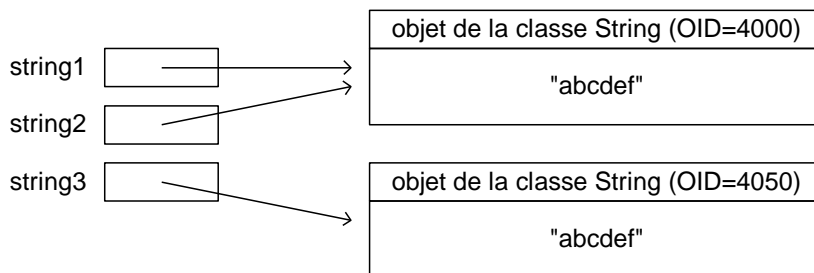 objet de la classe String (OID=4000)
string1
"abcdef"
string2
string3
objet de la classe String (OID=4050)
"abcdef"